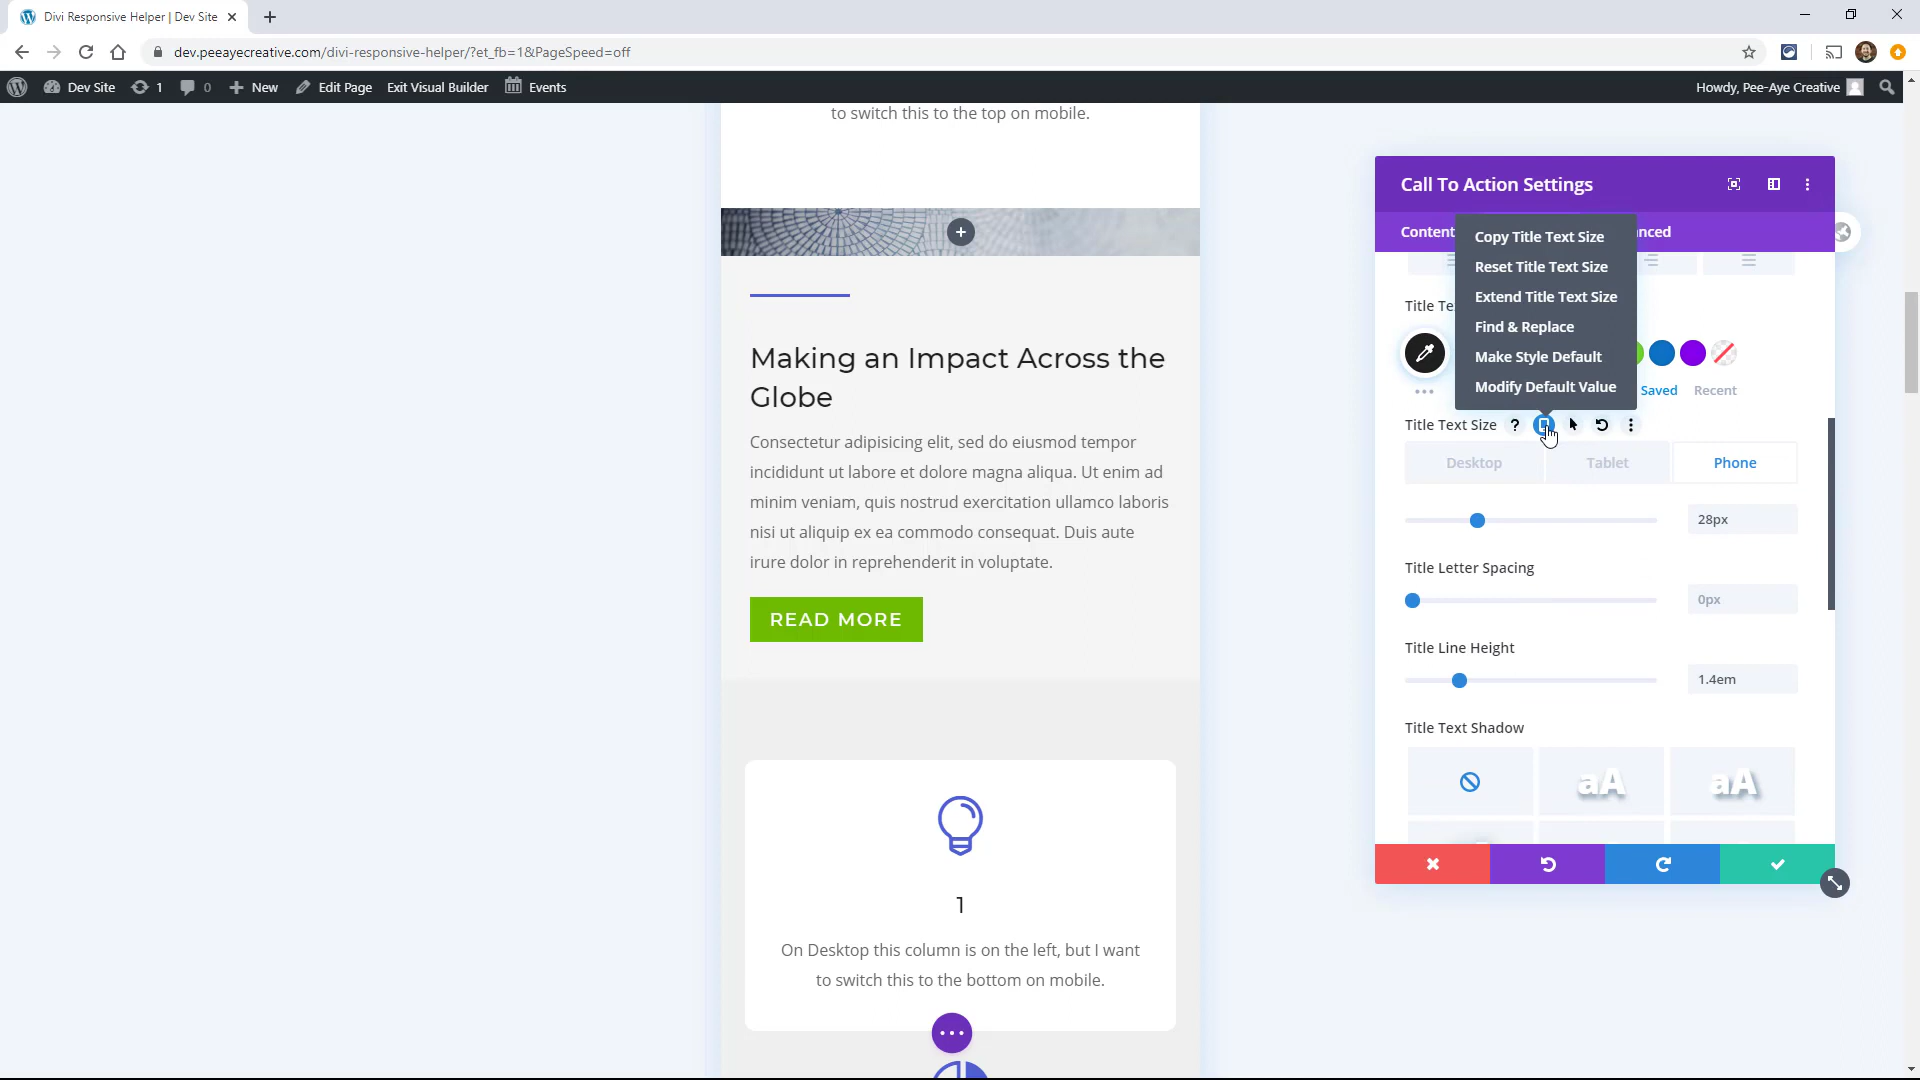 Divi Responsive Helper | Dev Site
dev.peeayecreative.com/divi-responsive-helper/?et_fb=1&PageSpeed=off
Dev Site 1 0 New Edit Page Exit Visual Builder Events
Howdy, Pee-Aye Creative
to switch this to the top on mobile.
Making an Impact Across the
Globe
Consectetur adipisicing elit, sed do eiusmod tempor
incididunt ut labore et dolore magna aliqua. Ut enim ad
minim veniam, quis nostrud exercitation ullamco laboris
nisi ut aliquip ex ea commodo consequat. Duis aute
irure dolor in reprehenderit in voluptate.
READ MORE
1
On Desktop this column is on the left, but I want
to switch this to the bottom on mobile.
Call To Action Settings
Content
nced
Copy Title Text Size
Reset Title Text Size
Extend Title Text Size
Find & Replace
Make Style Default
Modify Default Value
Title Te
Saved Recent
Title Text Size ?
Desktop Tablet Phone
28px
Title Letter Spacing
0px
Title Line Height
1.4em
Title Text Shadow
aA aA